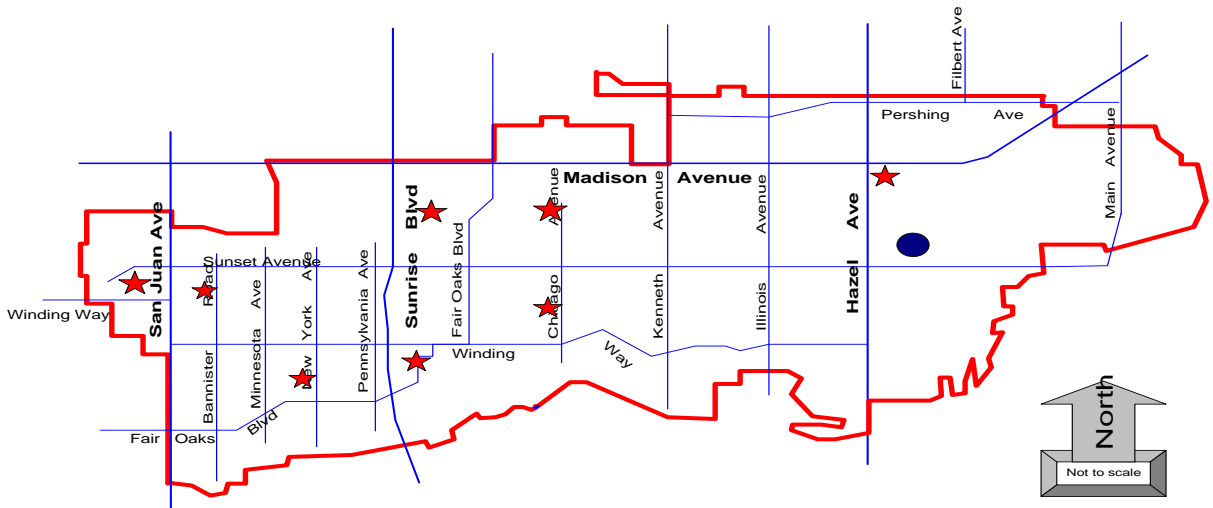 Filbert Ave
Pershing Ave
Main Avenue
Madison Avenue
San Juan Ave
Sunset Avenue
Winding Way
Bannister Road
Minnesota Ave
New York Ave
Pennsylvania Ave
Sunrise Blvd
Fair Oaks Blvd
Chicago Avenue
Kenneth Avenue
Illinois Avenue
Hazel Ave
Winding Way
Fair Oaks Blvd
North
Not to scale